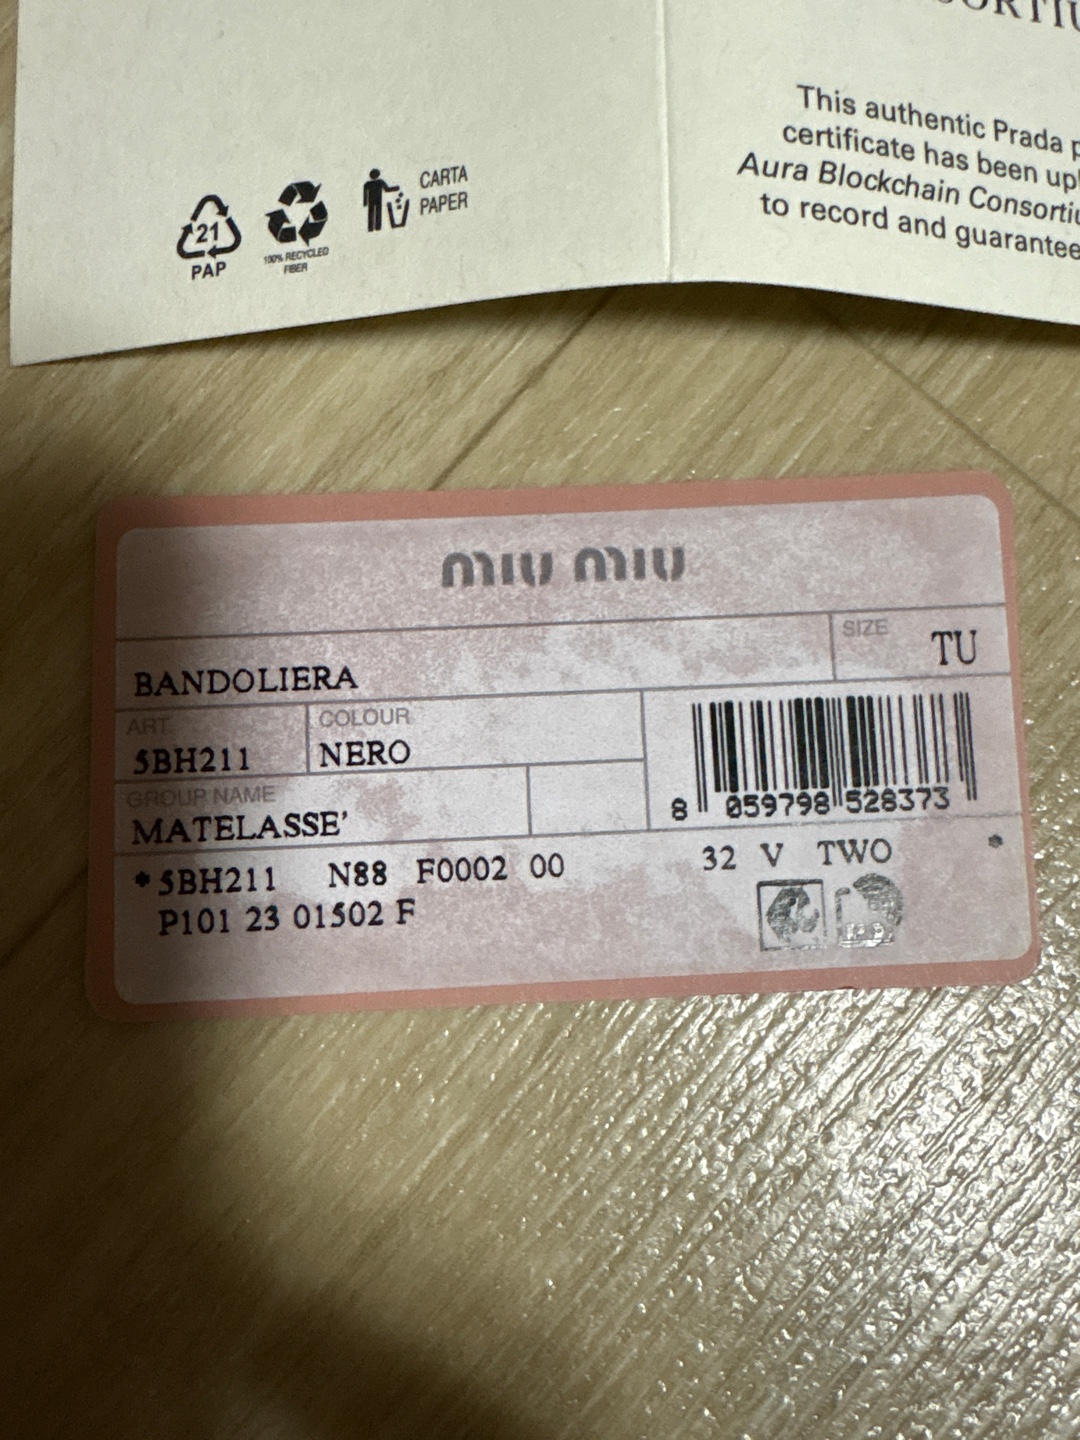 This authentic Prada
certificate has been
Aura Blockchain
to record and guarantee
21
PAP
100% RECYCLED
FIBER
CARTA
PAPER
miu miu
BANDOLIERA
SIZE
TU
ART.
5BH211
COLOUR
NERO
GROUP NAME
MATELASSE'
8 059798 528373
*5BH211 N88 F0002 00 32 V TWO *
P101 23 01502 F